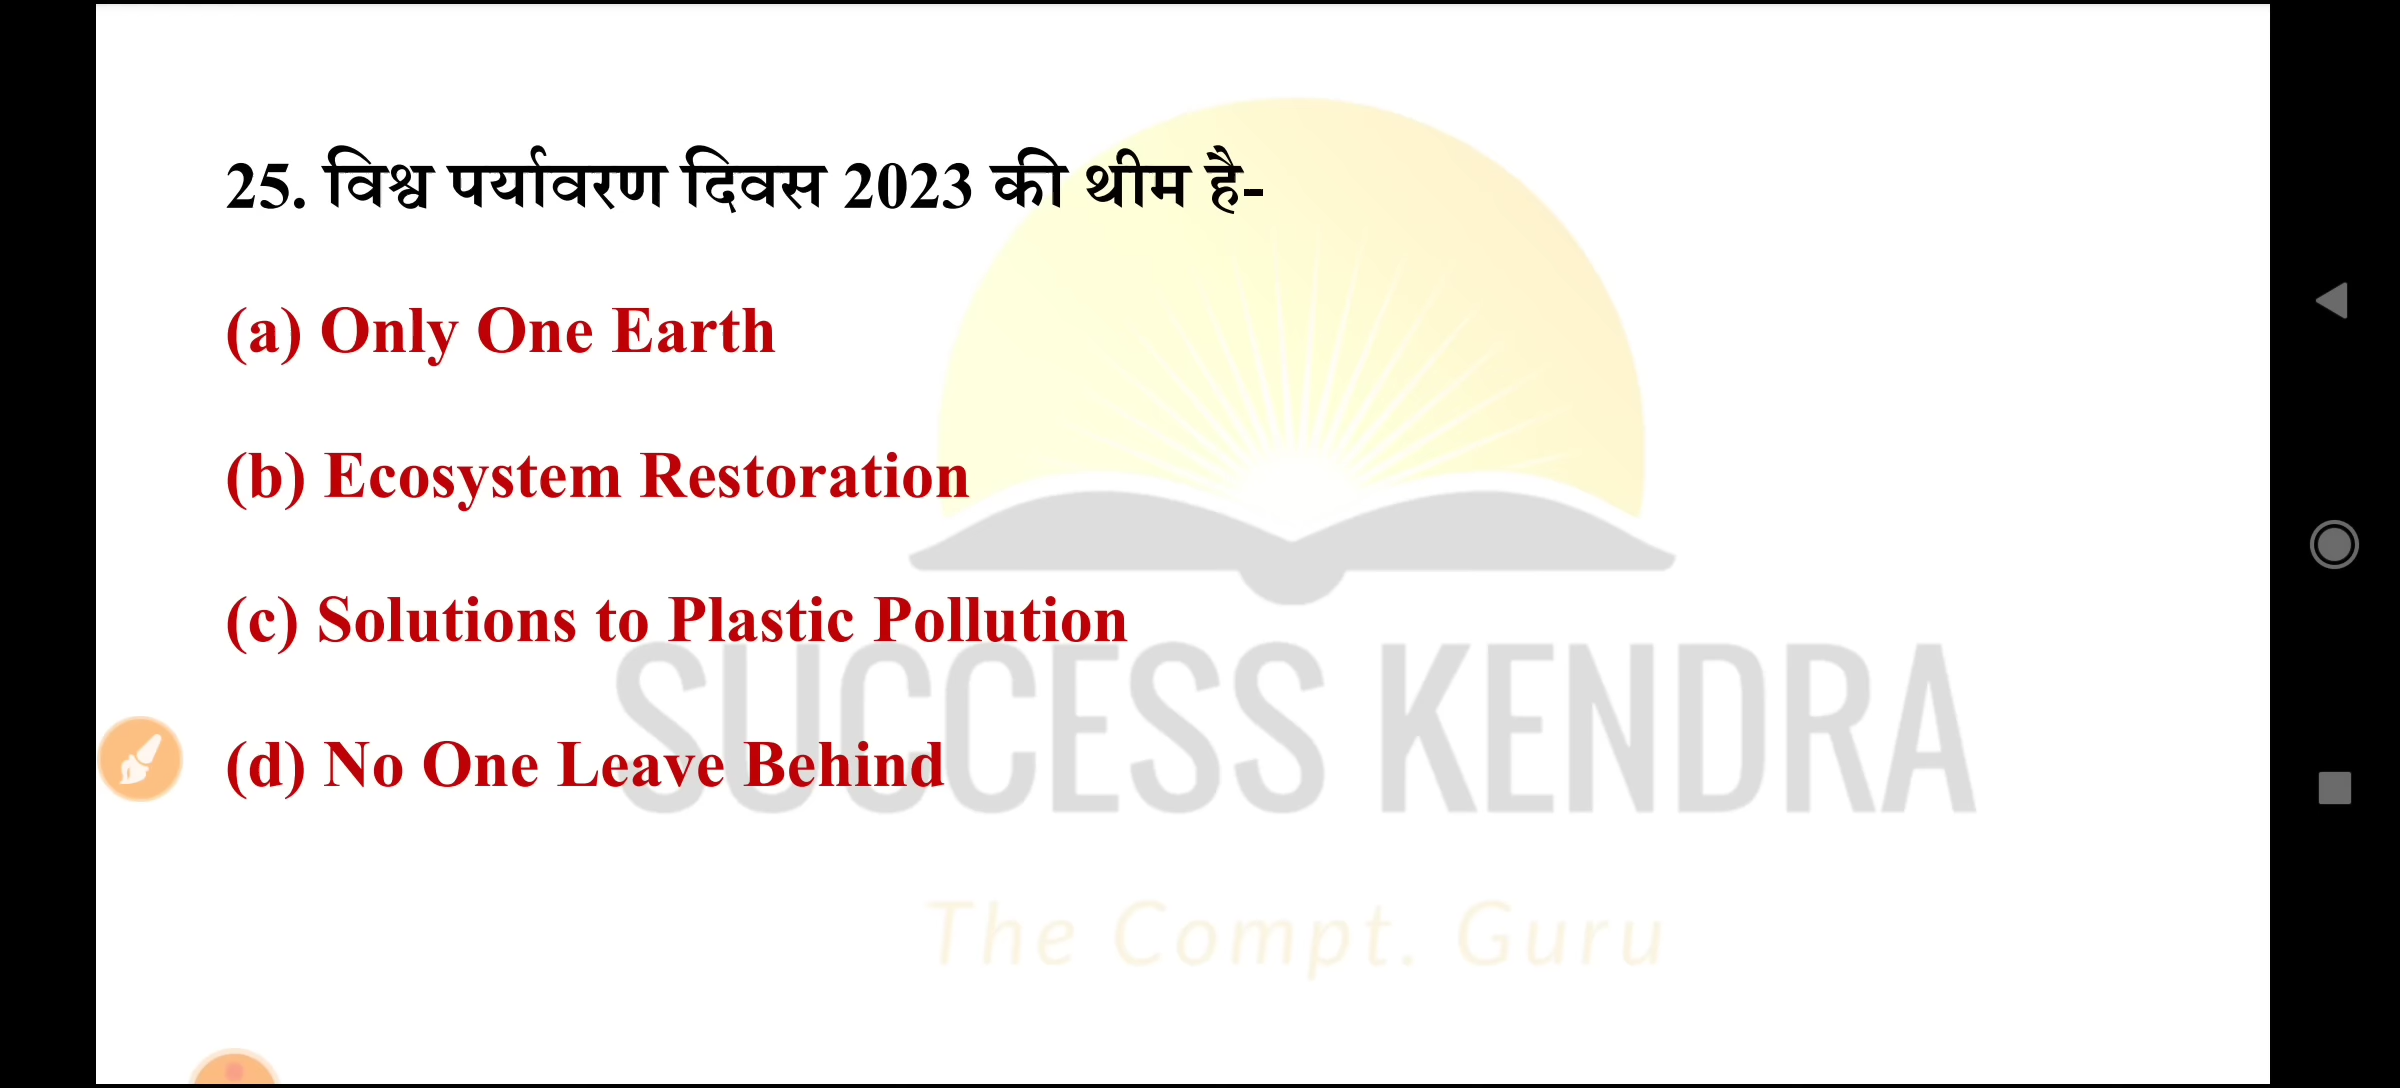 25. विश्व पर्यावरण दिवस 2023 की थीम है-
(a) Only One Earth
(b) Ecosystem Restoration
(c) Solutions to Plastic Pollution
(d) No One Leave Behind
SUCCESS KENDRA
The Compt. Guru